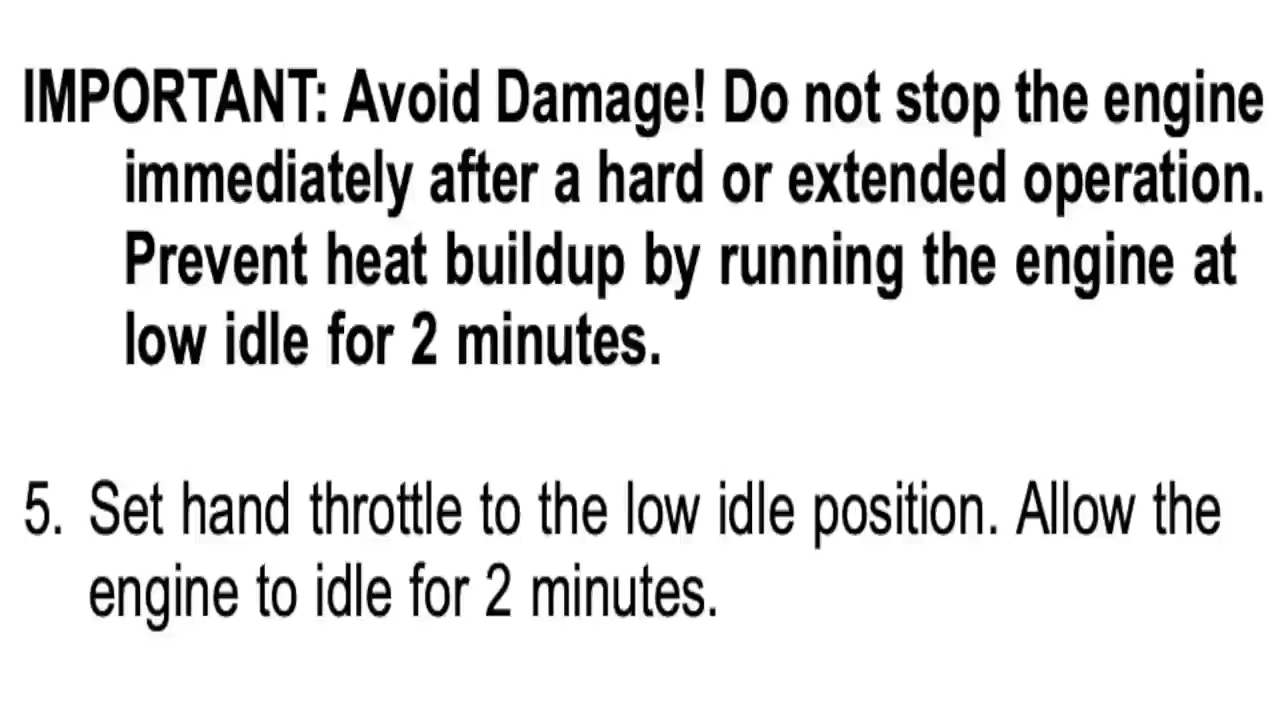 IMPORTANT: Avoid Damage! Do not stop the engine
immediately after a hard or extended operation.
Prevent heat buildup by running the engine at
low idle for 2 minutes.
5. Set hand throttle to the low idle position. Allow the
engine to idle for 2 minutes.